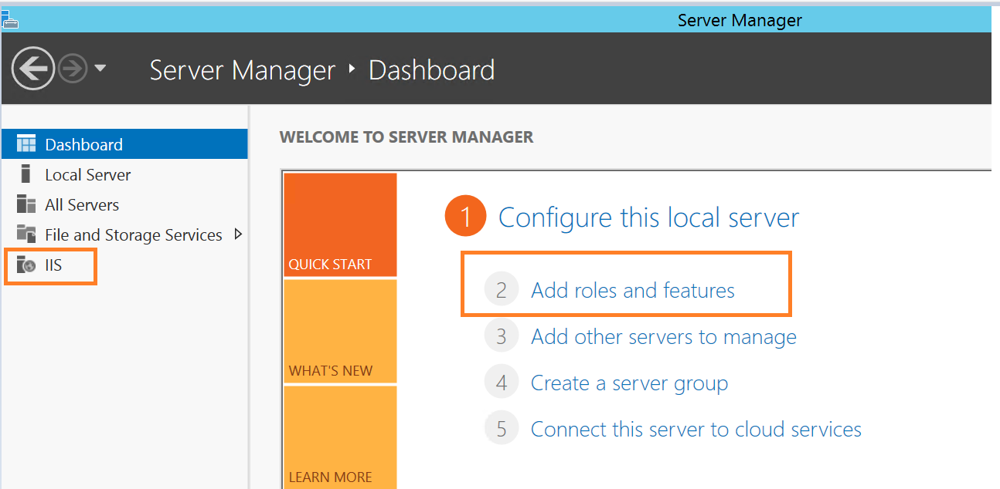 Server Manager
Server Manager ‣ Dashboard
Dashboard
Local Server
All Servers
File and Storage Services
IIS
WELCOME TO SERVER MANAGER
QUICK START
WHAT'S NEW
LEARN MORE
1 Configure this local server
2 Add roles and features
3 Add other servers to manage
4 Create a server group
5 Connect this server to cloud services